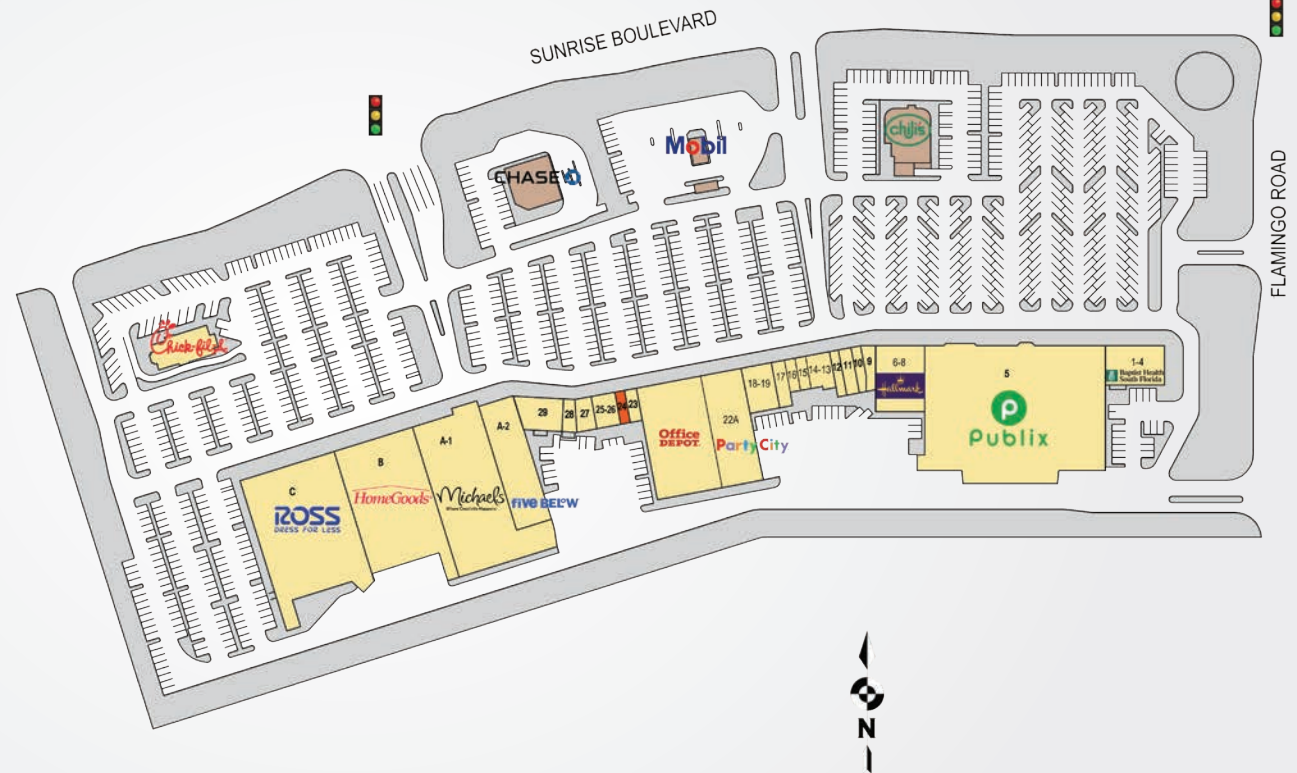 SUNRISE BOULEVARD
FLAMINGO ROAD
chili's
Mobil
CHASE
Chick-fil-A
1-4
Baptist Health
South Florida
5
Publix
6-8
Hallmark
9
10
11
12
14-13
15
16
17
18-19
22A
Party City
Office
DEPOT
23
24
25-26
27
28
29
A-2
five BELOW
A-1
Michaels
B
HomeGoods
C
ROSS
DRESS FOR LESS
N